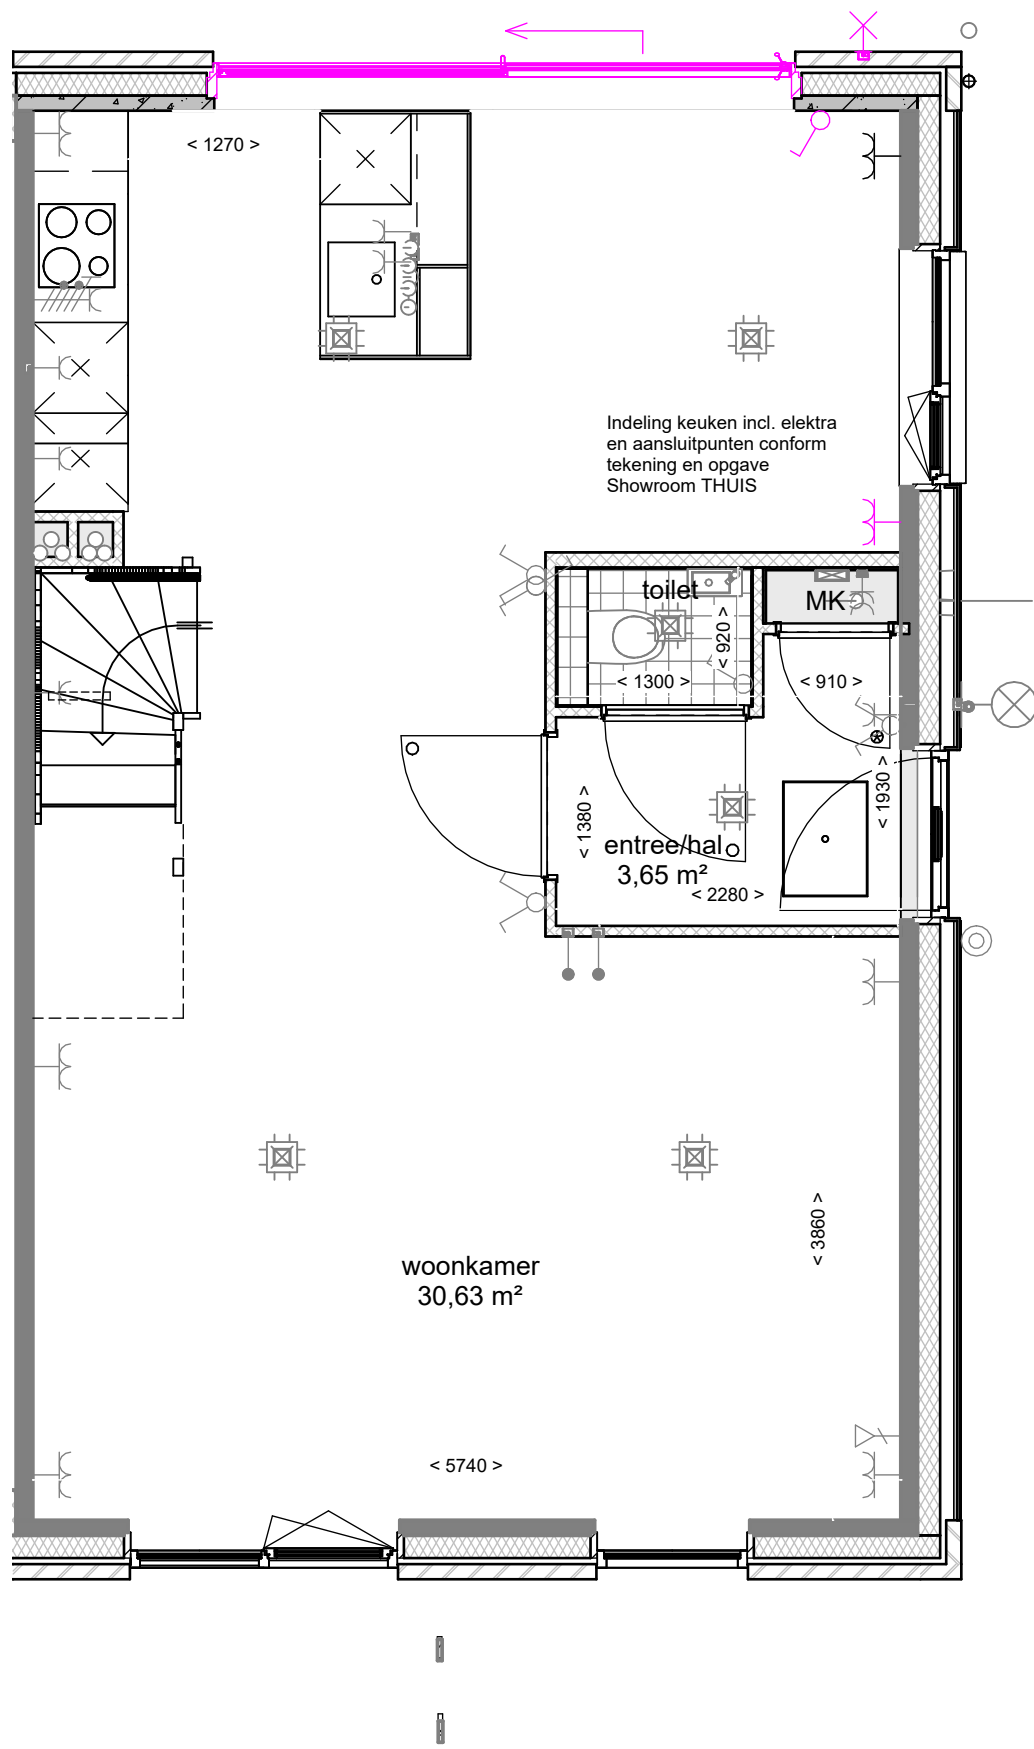 < 1270 >
Indeling keuken incl. elektra
en aansluitpunten conform
tekening en opgave
Showroom THUIS
toilet
MK
< 920 >
< 1300 >
< 910 >
< 1930 >
< 1380 >
entree/hal
3,65 m²
< 2280 >
< 3860 >
woonkamer
30,63 m²
< 5740 >